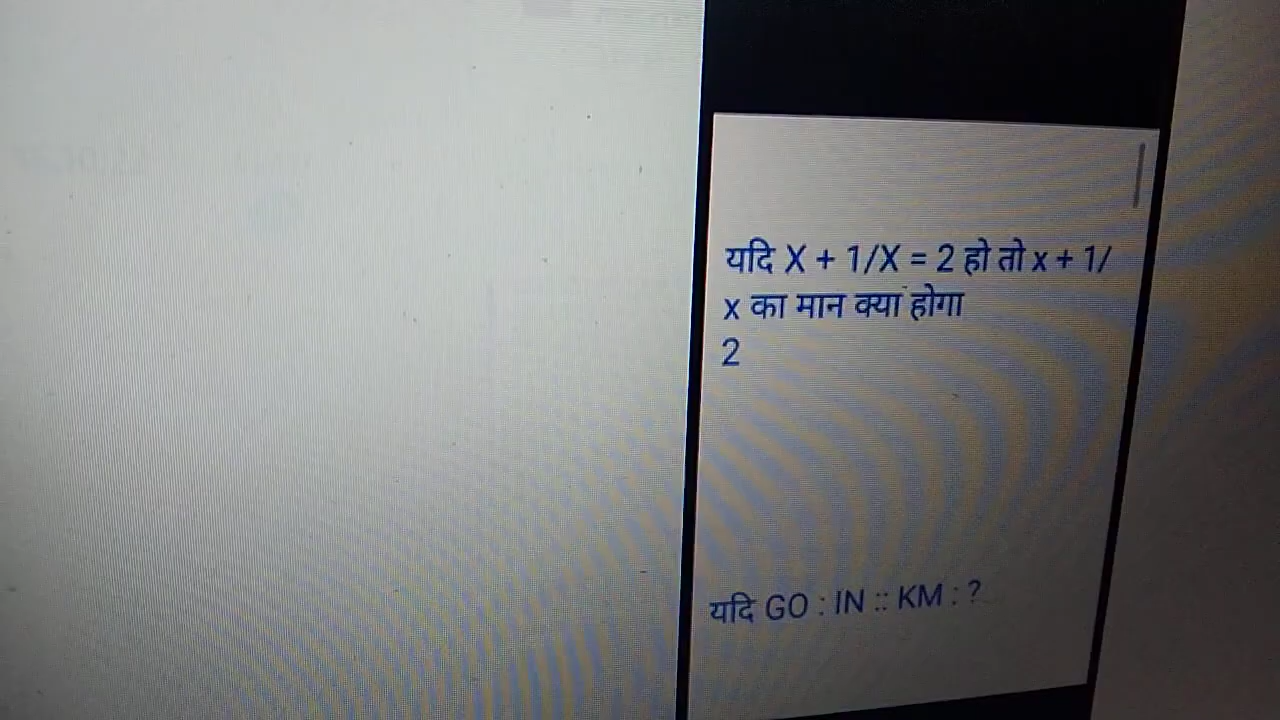 यदि X + 1/X = 2 हो तो x + 1/
x का मान क्या होगा
2
यदि GO : IN :: KM : ?